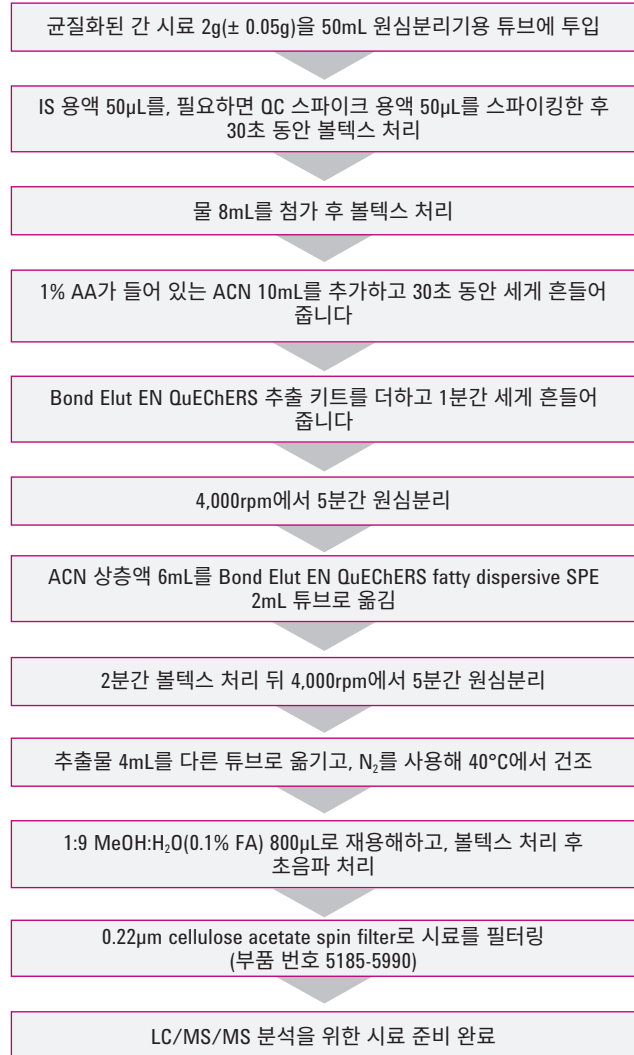 균질화된 간 시료 2g(± 0.05g)을 50mL 원심분리기용 튜브에 투입
IS 용액 50µL를, 필요하면 QC 스파이크 용액 50µL를 스파이킹한 후
30초 동안 볼텍스 처리
물 8mL를 첨가 후 볼텍스 처리
1% AA가 들어 있는 ACN 10mL를 추가하고 30초 동안 세게 흔들어
줍니다
Bond Elut EN QuEChERS 추출 키트를 더하고 1분간 세게 흔들어
줍니다
4,000rpm에서 5분간 원심분리
ACN 상층액 6mL를 Bond Elut EN QuEChERS fatty dispersive SPE
2mL 튜브로 옮김
2분간 볼텍스 처리 뒤 4,000rpm에서 5분간 원심분리
추출물 4mL를 다른 튜브로 옮기고, N₂를 사용해 40°C에서 건조
1:9 MeOH:H₂O(0.1% FA) 800µL로 재용해하고, 볼텍스 처리 후
초음파 처리
0.22µm cellulose acetate spin filter로 시료를 필터링
(부품 번호 5185-5990)
LC/MS/MS 분석을 위한 시료 준비 완료